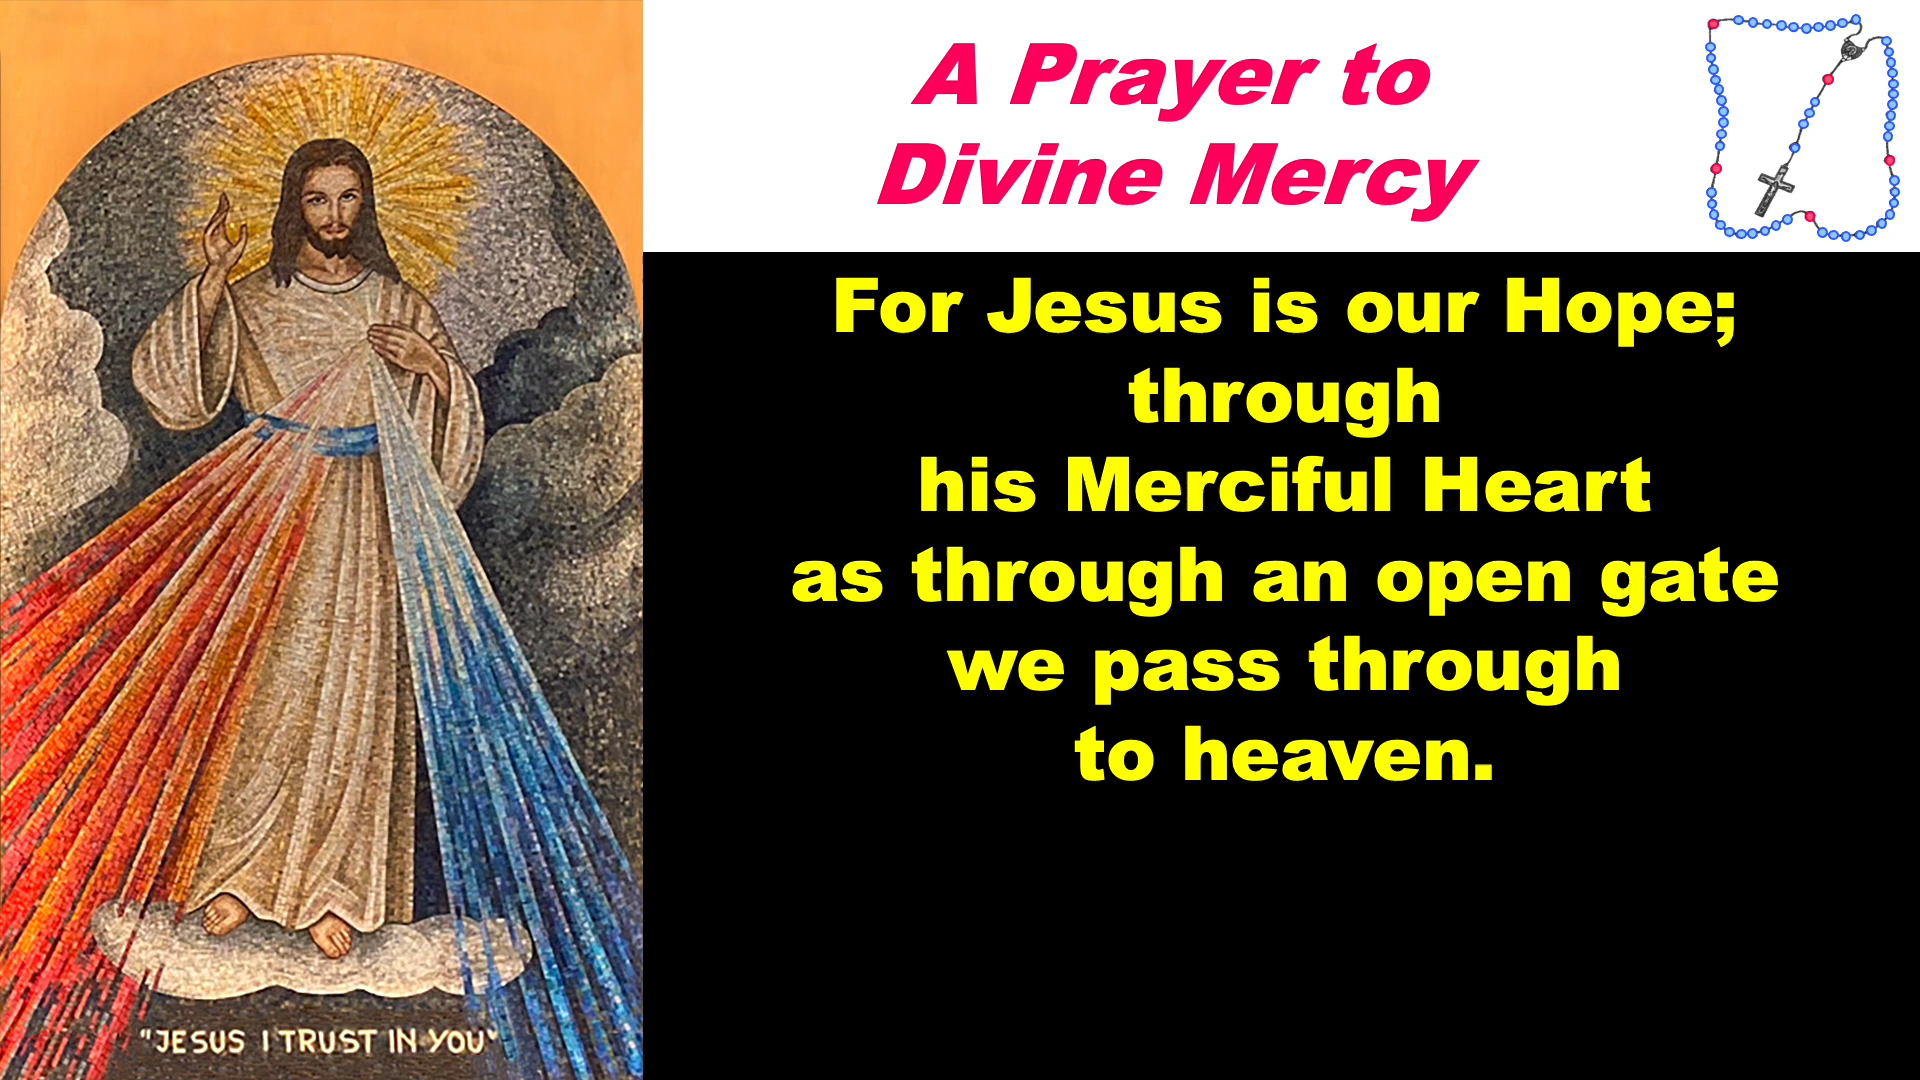 A Prayer to
Divine Mercy
For Jesus is our Hope;
through
his Merciful Heart
as through an open gate
we pass through
to heaven.
"JESUS I TRUST IN YOU"